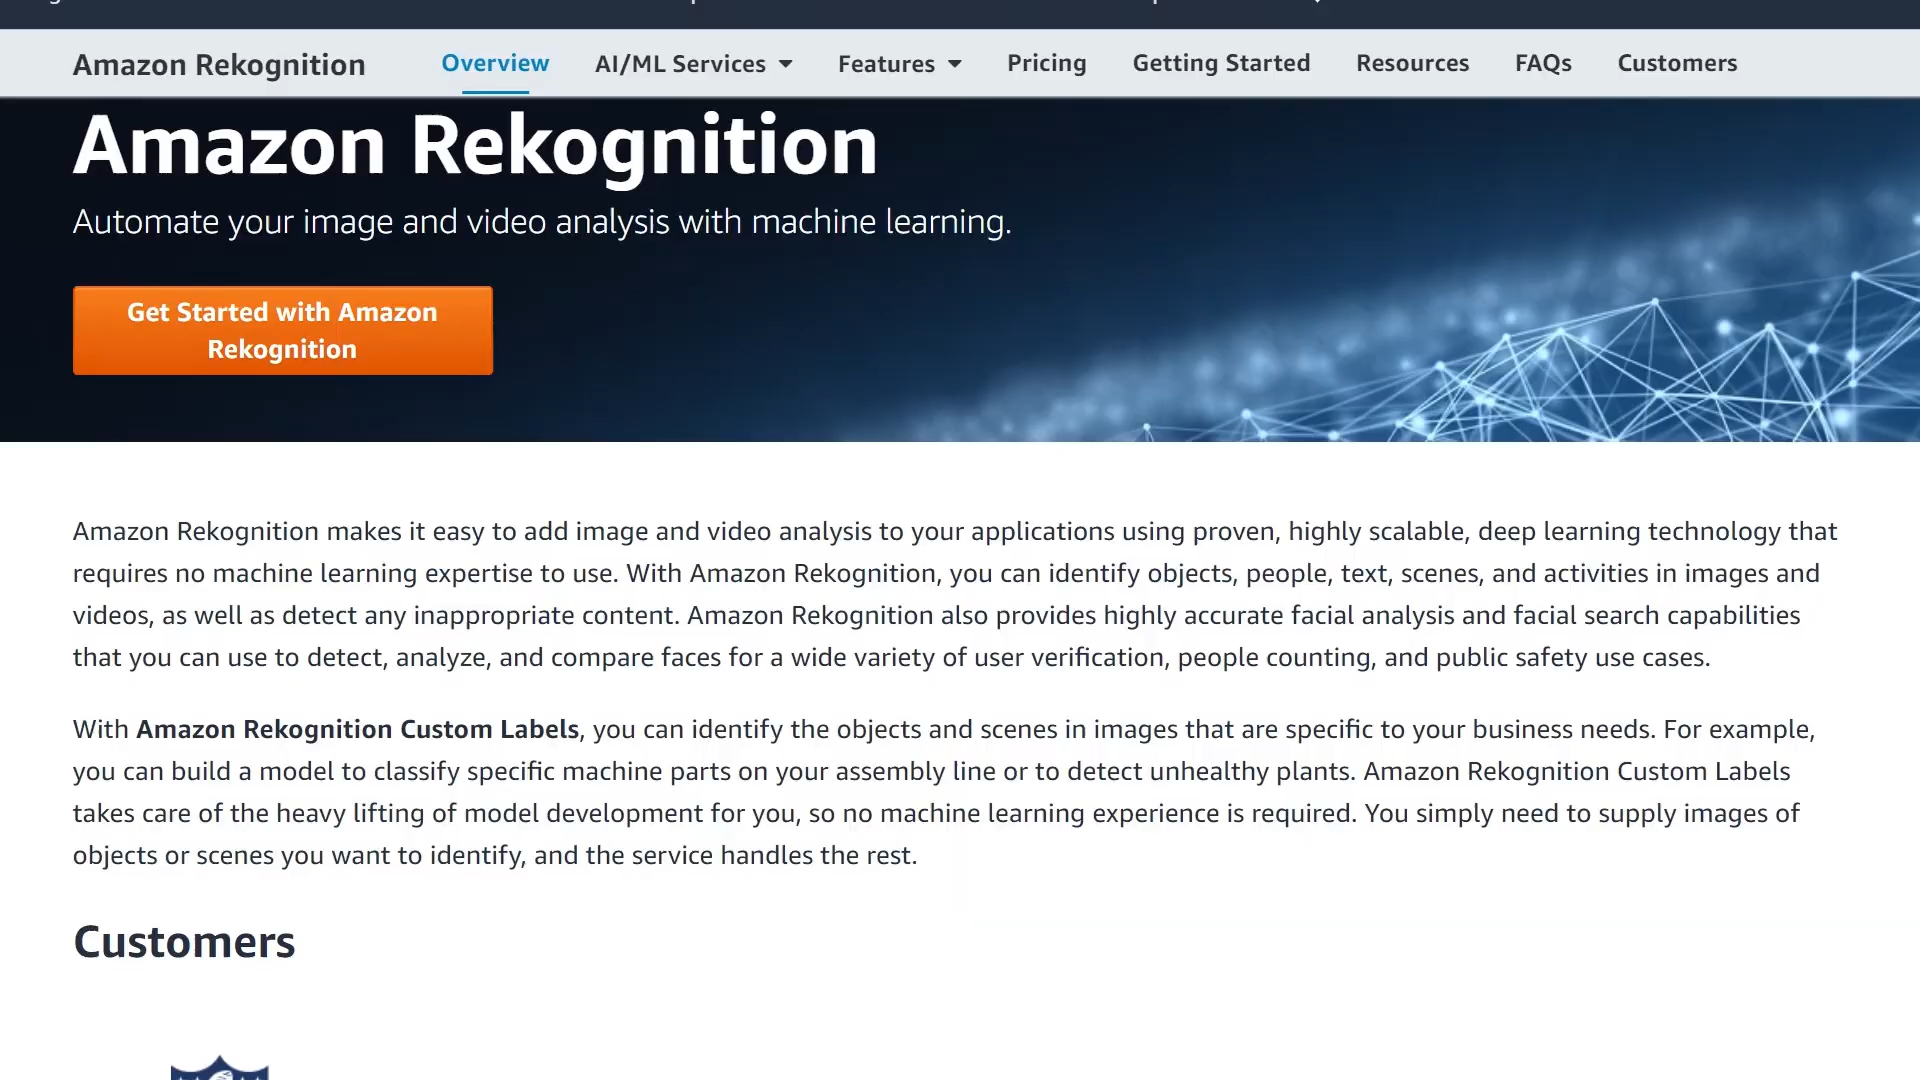 Amazon Rekognition
Overview
AI/ML Services
Features
Pricing
Getting Started
Resources
FAQs
Customers
Amazon Rekognition
Automate your image and video analysis with machine learning.
Get Started with Amazon
Rekognition
Amazon Rekognition makes it easy to add image and video analysis to your applications using proven, highly scalable, deep learning technology that
requires no machine learning expertise to use. With Amazon Rekognition, you can identify objects, people, text, scenes, and activities in images and
videos, as well as detect any inappropriate content. Amazon Rekognition also provides highly accurate facial analysis and facial search capabilities
that you can use to detect, analyze, and compare faces for a wide variety of user verification, people counting, and public safety use cases.
With Amazon Rekognition Custom Labels, you can identify the objects and scenes in images that are specific to your business needs. For example,
you can build a model to classify specific machine parts on your assembly line or to detect unhealthy plants. Amazon Rekognition Custom Labels
takes care of the heavy lifting of model development for you, so no machine learning experience is required. You simply need to supply images of
objects or scenes you want to identify, and the service handles the rest.
Customers